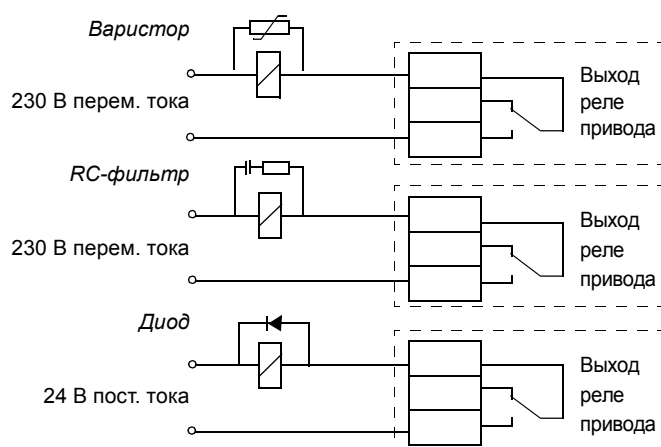 Варистор
230 В перем. тока
Выход
реле
привода
RC-фильтр
230 В перем. тока
Выход
реле
привода
Диод
24 В пост. тока
Выход
реле
привода